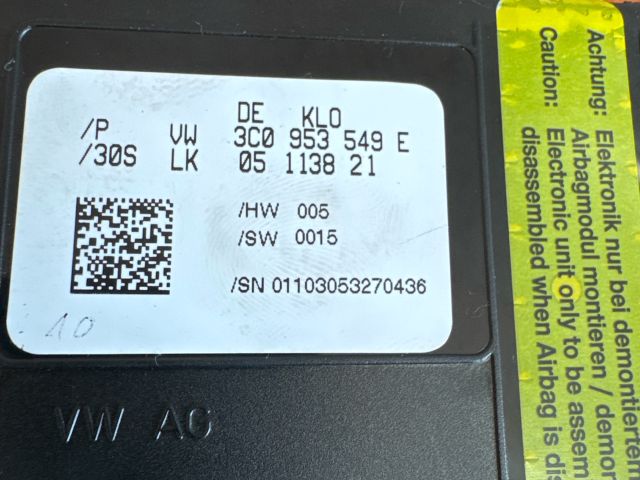 DE KLO
/P VW 3C0 953 549 E
/30S LK 05 1138 21
/HW 005
/SW 0015
/SN 01103053270436
10
VW AG
Achtung: Elektronik nur bei demontiertem
Airbagmodul montieren / demon
Caution: Electronic unit only to be assem
disassembled when Airbag is dis